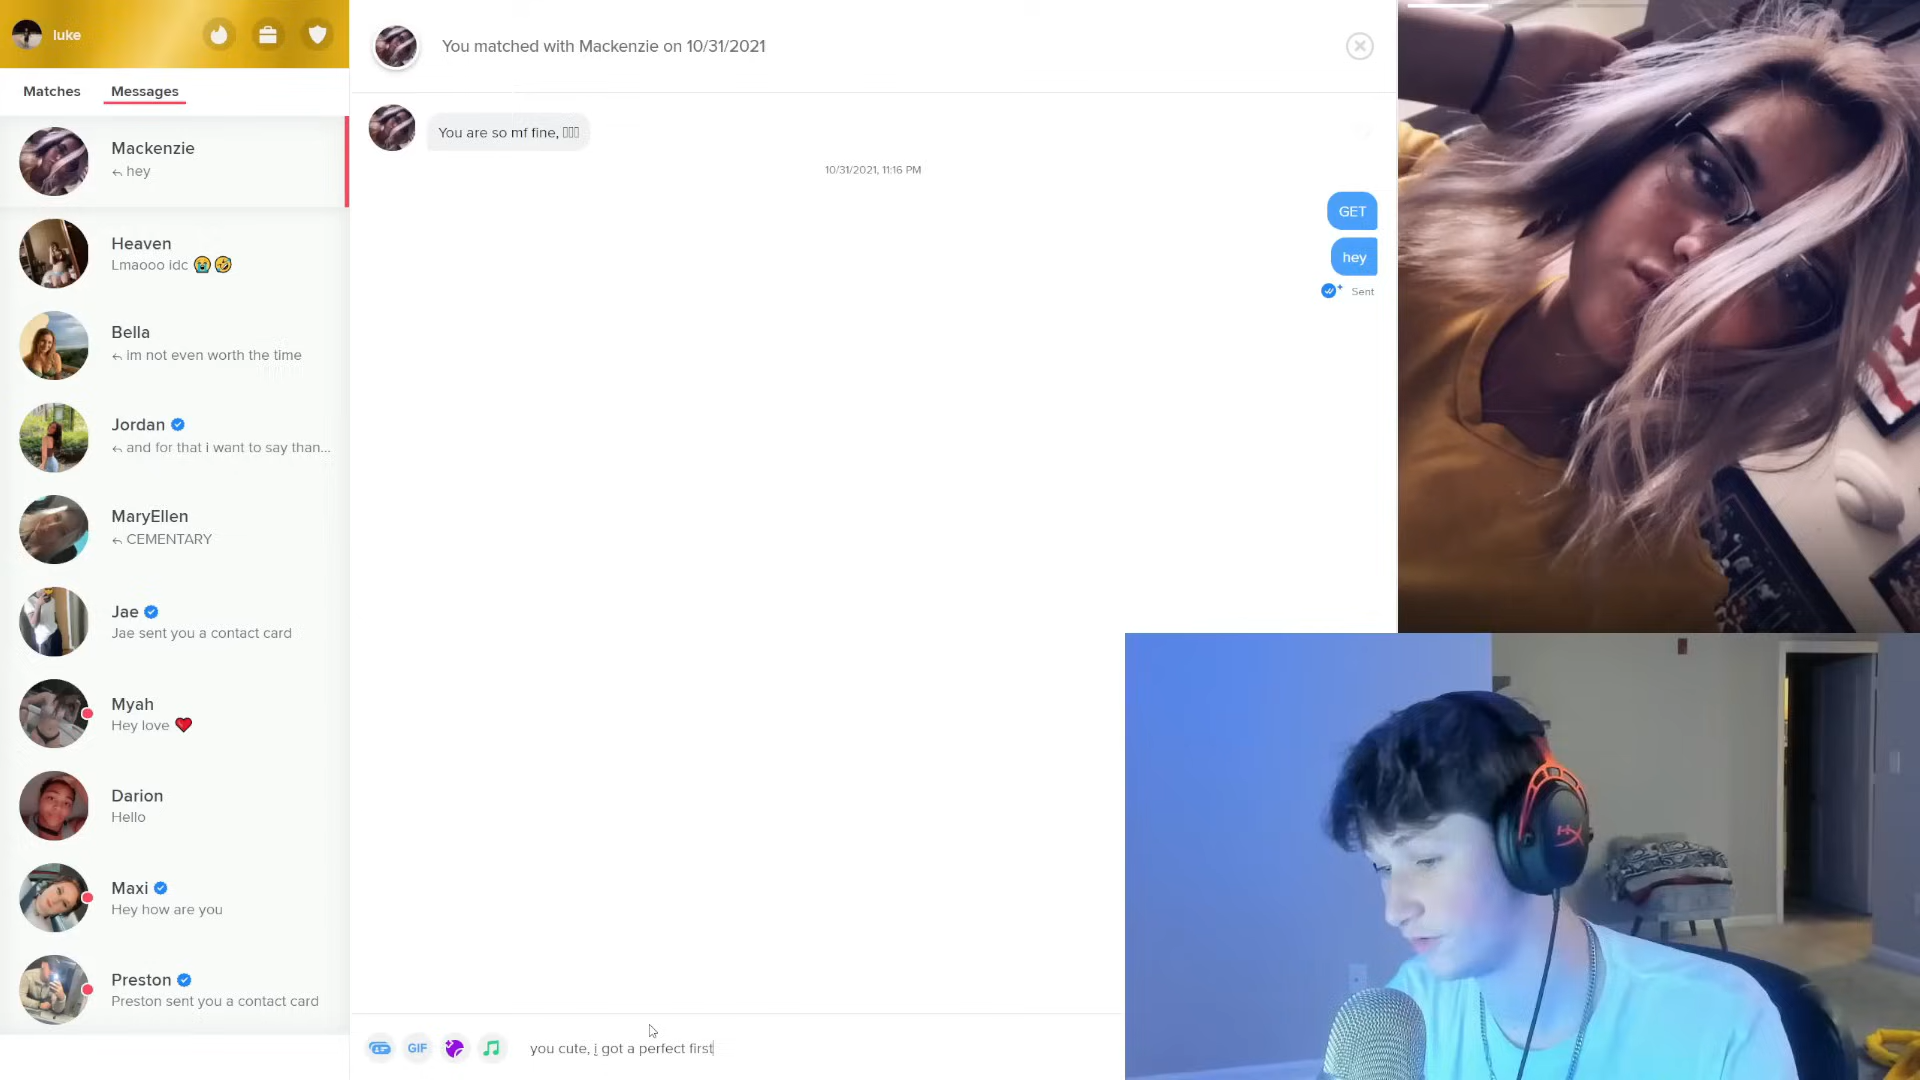 luke
Matches Messages
Mackenzie
hey
Heaven
Lmaooo idc 😭🤣
Bella
im not even worth the time
Jordan
and for that i want to say than...
MaryEllen
CEMENTARY
Jae
Jae sent you a contact card
Myah
Hey love ❤️
Darion
Hello
Maxi
Hey how are you
Preston
Preston sent you a contact card
You matched with Mackenzie on 10/31/2021
You are so mf fine, ▯▯▯
10/31/2021, 11:16 PM
GET
hey
Sent
GIF
you cute, i got a perfect first
HX